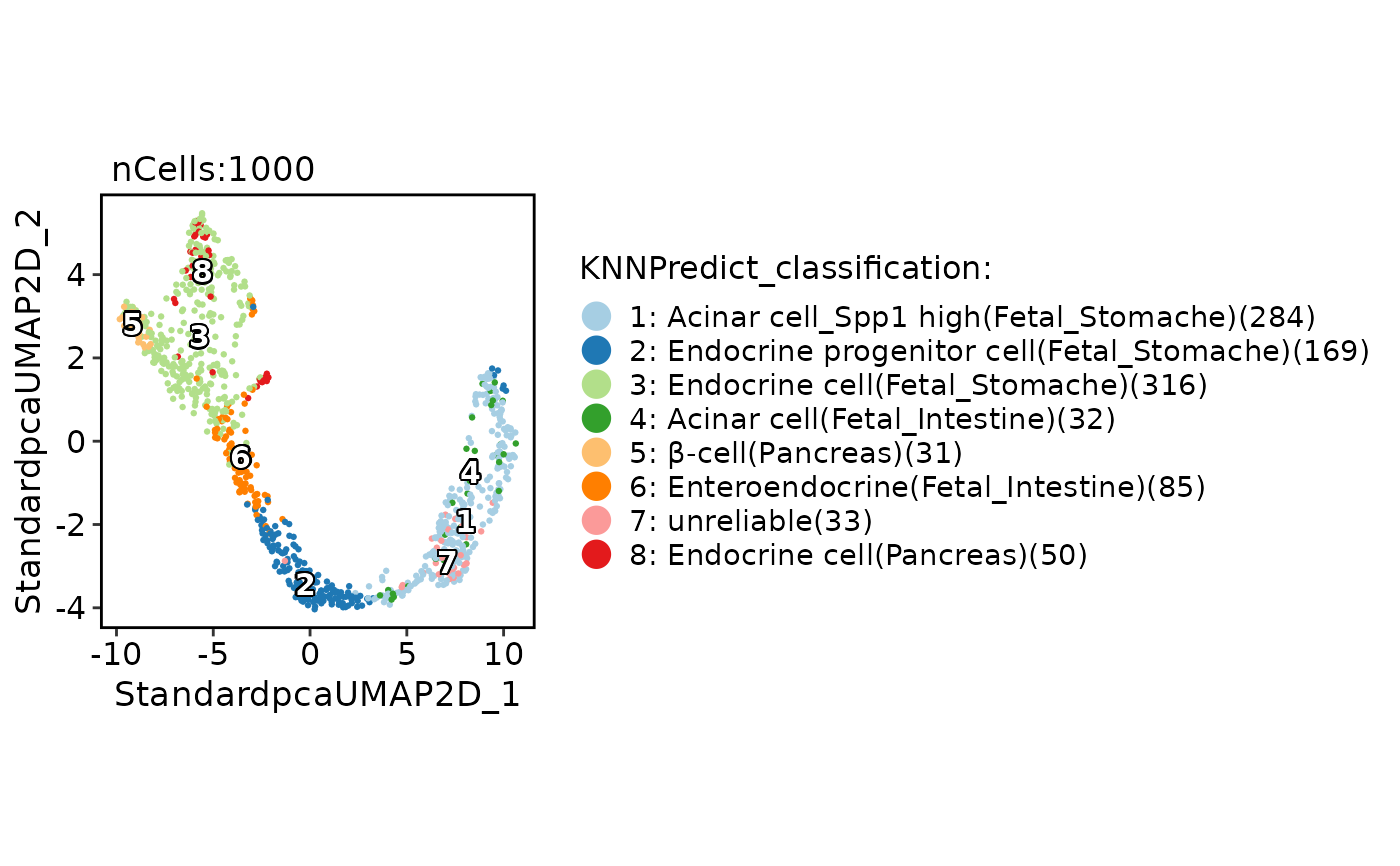 nCells:1000
StandardpcaUMAP2D_2
4
2
0
-2
-4
8
5
3
6
4
1
7
2
-10 -5 0 5 10
StandardpcaUMAP2D_1
KNNPredict_classification:
1: Acinar cell_Spp1 high(Fetal_Stomache)(284)
2: Endocrine progenitor cell(Fetal_Stomache)(169)
3: Endocrine cell(Fetal_Stomache)(316)
4: Acinar cell(Fetal_Intestine)(32)
5: β-cell(Pancreas)(31)
6: Enteroendocrine(Fetal_Intestine)(85)
7: unreliable(33)
8: Endocrine cell(Pancreas)(50)